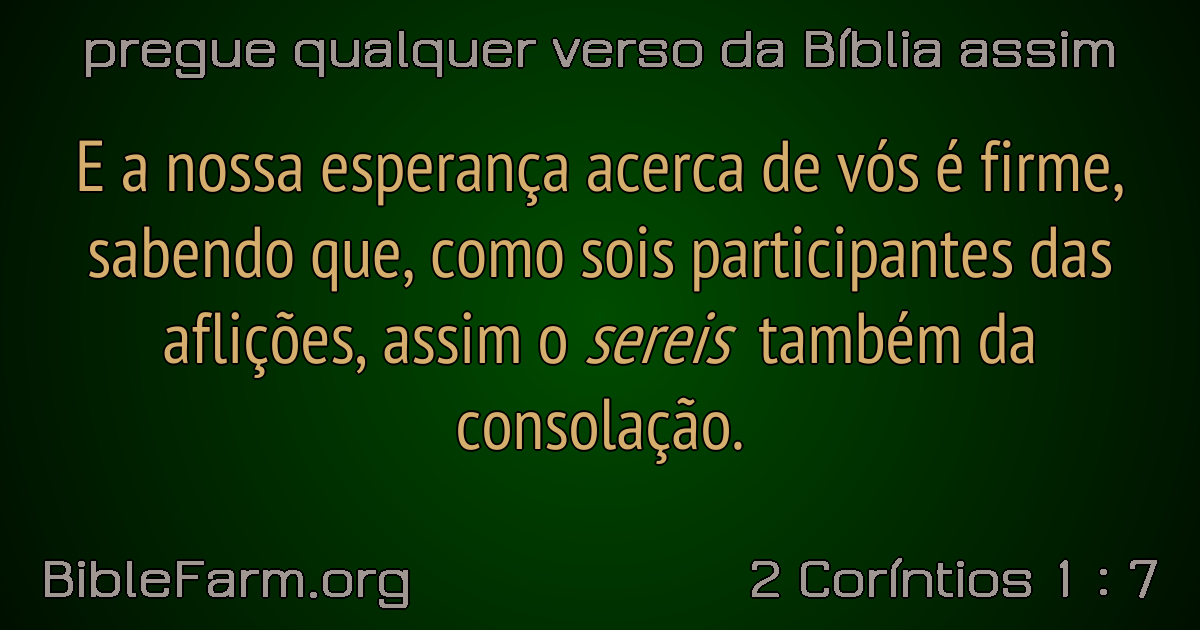 pregue qualquer verso da Bíblia assim
E a nossa esperança acerca de vós é firme,
sabendo que, como sois participantes das
aflições, assim o sereis também da
consolação.
BibleFarm.org
2 Coríntios 1 : 7